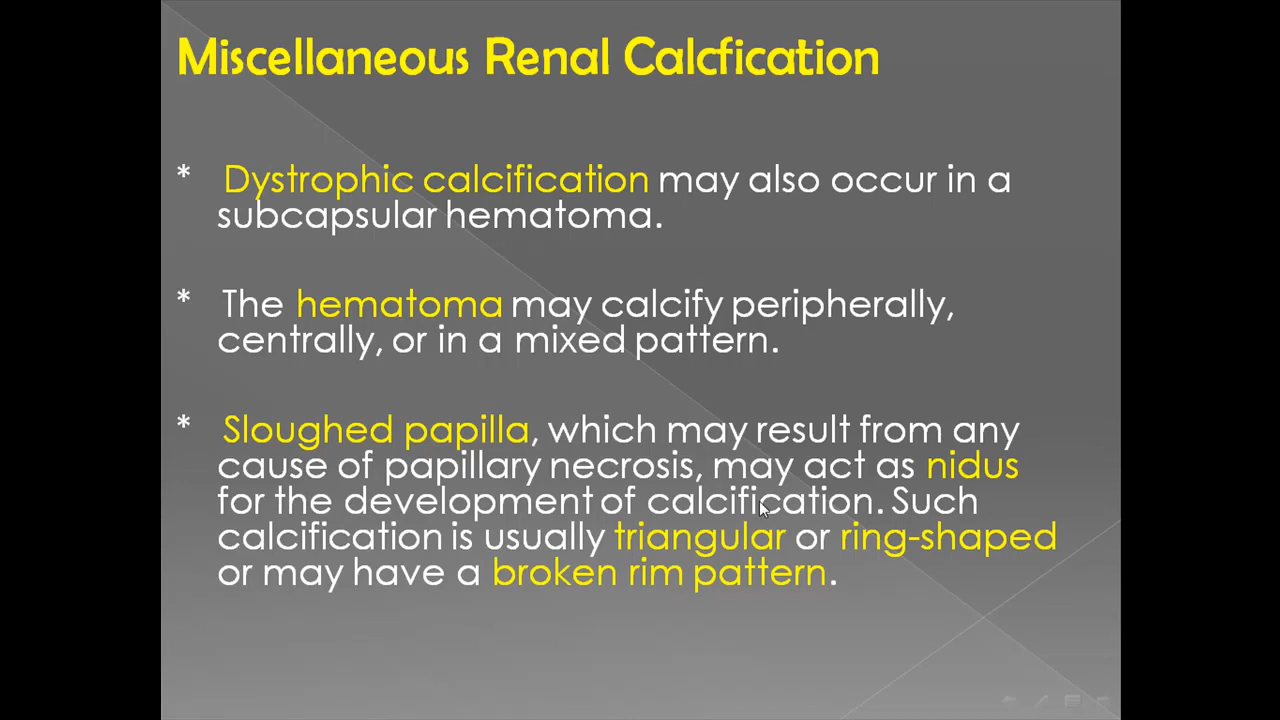 Miscellaneous Renal Calcfication
* Dystrophic calcification may also occur in a
subcapsular hematoma.
* The hematoma may calcify peripherally,
centrally, or in a mixed pattern.
* Sloughed papilla, which may result from any
cause of papillary necrosis, may act as nidus
for the development of calcification. Such
calcification is usually triangular or ring-shaped
or may have a broken rim pattern.